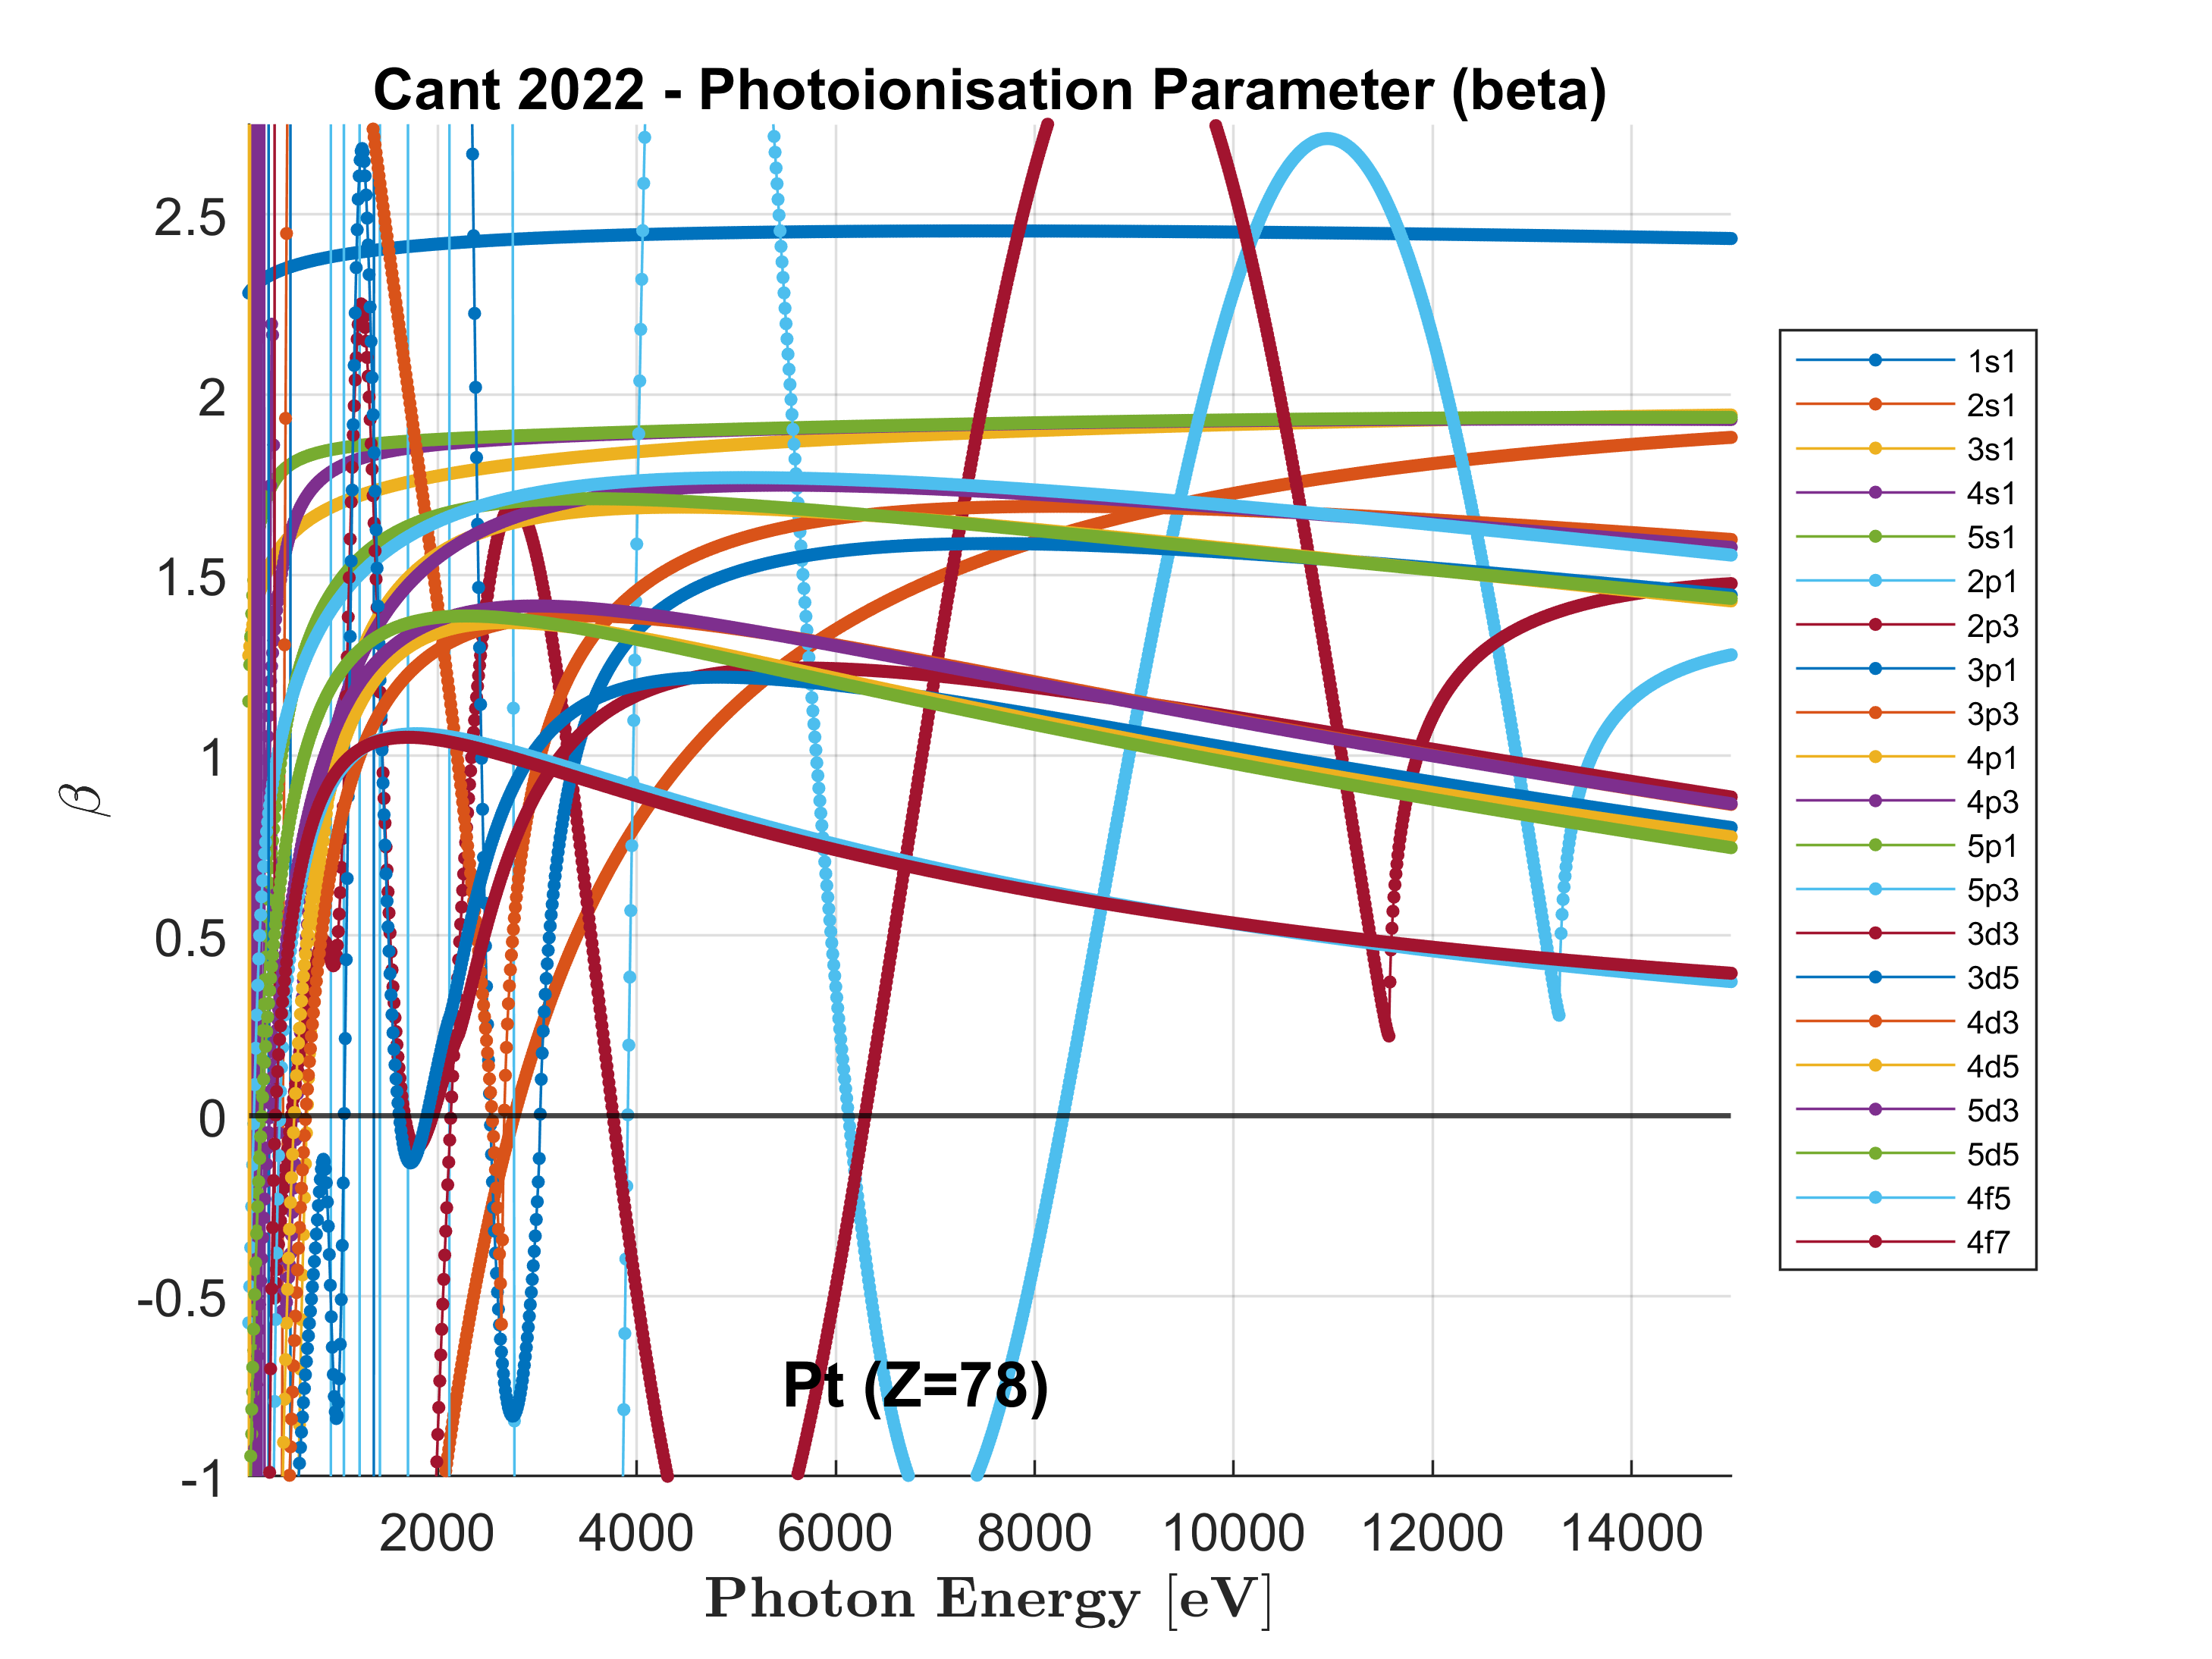 Cant 2022 - Photoionisation Parameter (beta)
2.5
2
1.5
1
0.5
0
-0.5
-1
β
2000 4000 6000 8000 10000 12000 14000
Photon Energy [eV]
Pt (Z=78)
1s1
2s1
3s1
4s1
5s1
2p1
2p3
3p1
3p3
4p1
4p3
5p1
5p3
3d3
3d5
4d3
4d5
5d3
5d5
4f5
4f7